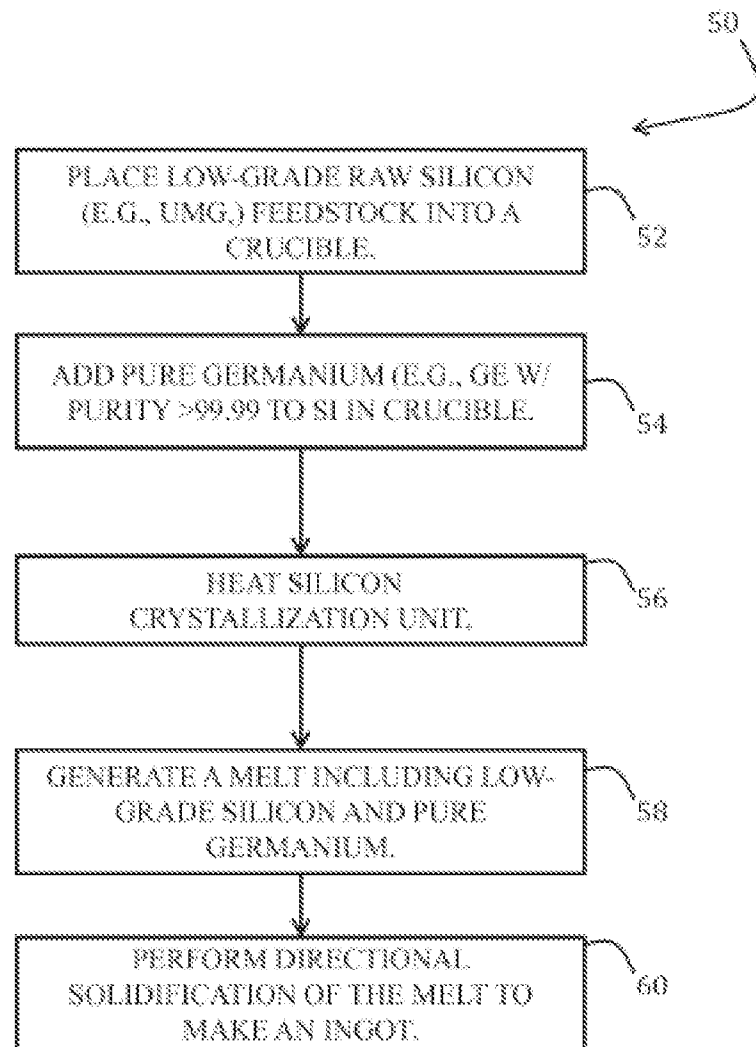 50
PLACE LOW-GRADE RAW SILICON
(E.G., UMG,) FEEDSTOCK INTO A
CRUCIBLE.
52
ADD PURE GERMANIUM (E.G., GE W/
PURITY >99.99 TO SI IN CRUCIBLE.
54
HEAT SILICON
CRYSTALLIZATION UNIT.
56
GENERATE A MELT INCLUDING LOW-
GRADE SILICON AND PURE
GERMANIUM.
58
PERFORM DIRECTIONAL
SOLIDIFICATION OF THE MELT TO
MAKE AN INGOT.
60